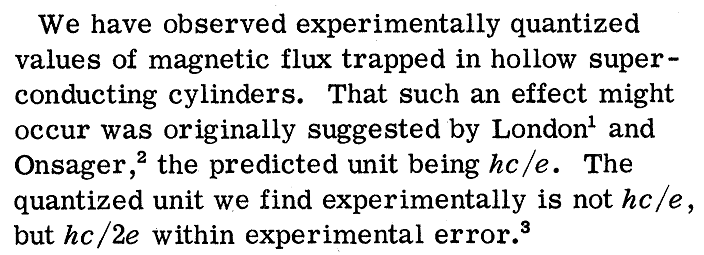 We have observed experimentally quantized
values of magnetic flux trapped in hollow super-
conducting cylinders. That such an effect might
occur was originally suggested by London¹ and
Onsager,² the predicted unit being hc/e. The
quantized unit we find experimentally is not hc/e,
but hc/2e within experimental error.³